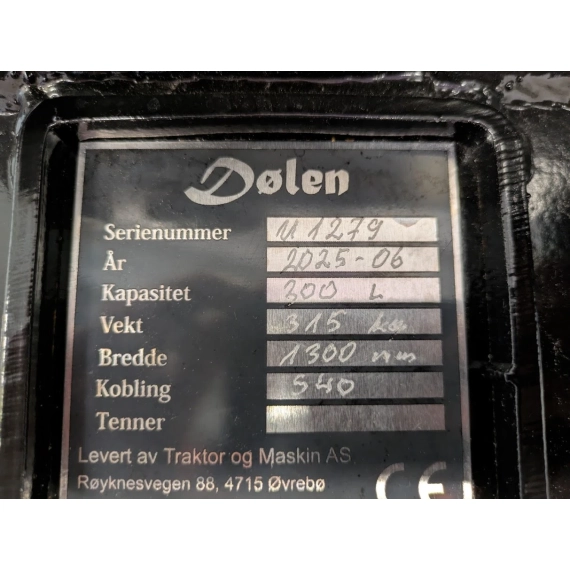 Dølen
Serienummer M1279
År 2025-06
Kapasitet 300 L
Vekt 315 kg
Bredde 1300 mm
Kobling S40
Tenner
Levert av Traktor og Maskin AS
Røyknesvegen 88, 4715 Øvrebø
CE